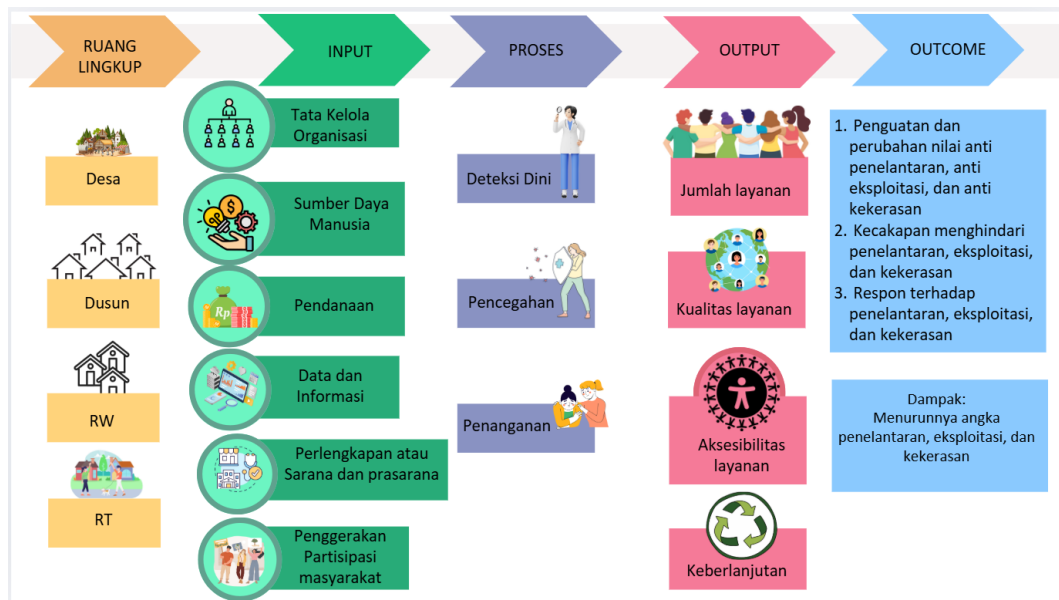 RUANG
LINGKUP
Desa
Dusun
RW
RT
INPUT
Tata Kelola
Organisasi
Sumber Daya
Manusia
Pendanaan
Rp
Data dan
Informasi
Perlengkapan atau
Sarana dan prasarana
Penggerakan
Partisipasi
masyarakat
PROSES
Deteksi Dini
Pencegahan
Penanganan
OUTPUT
Jumlah layanan
Kualitas layanan
Aksesibilitas
layanan
Keberlanjutan
OUTCOME
1. Penguatan dan
perubahan nilai anti
penelantaran, anti
eksploitasi, dan anti
kekerasan
2. Kecakapan menghindari
penelantaran, eksploitasi,
dan kekerasan
3. Respon terhadap
penelantaran, eksploitasi,
dan kekerasan
Dampak:
Menurunnya angka
penelantaran, eksploitasi, dan
kekerasan